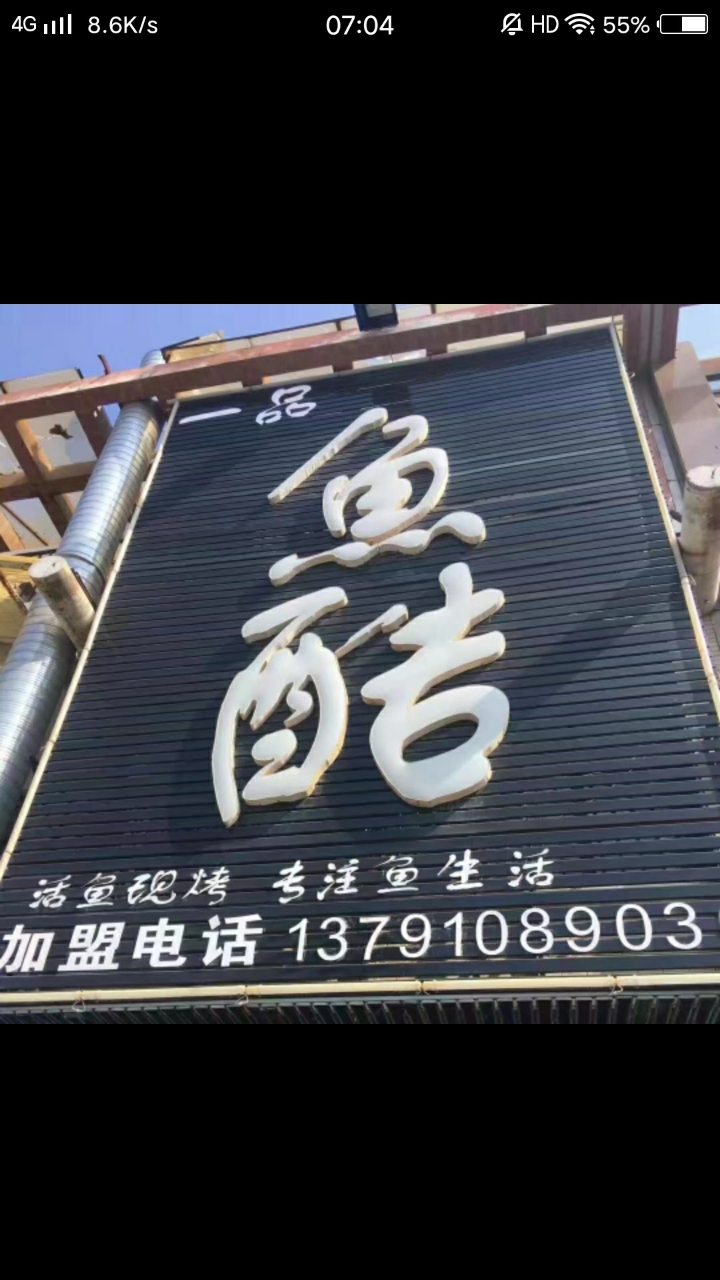 4G 8.6K/s 07:04 HD 55%
一品
鱼
酷
活鱼现烤 专注鱼生活
加盟电话 1379108903